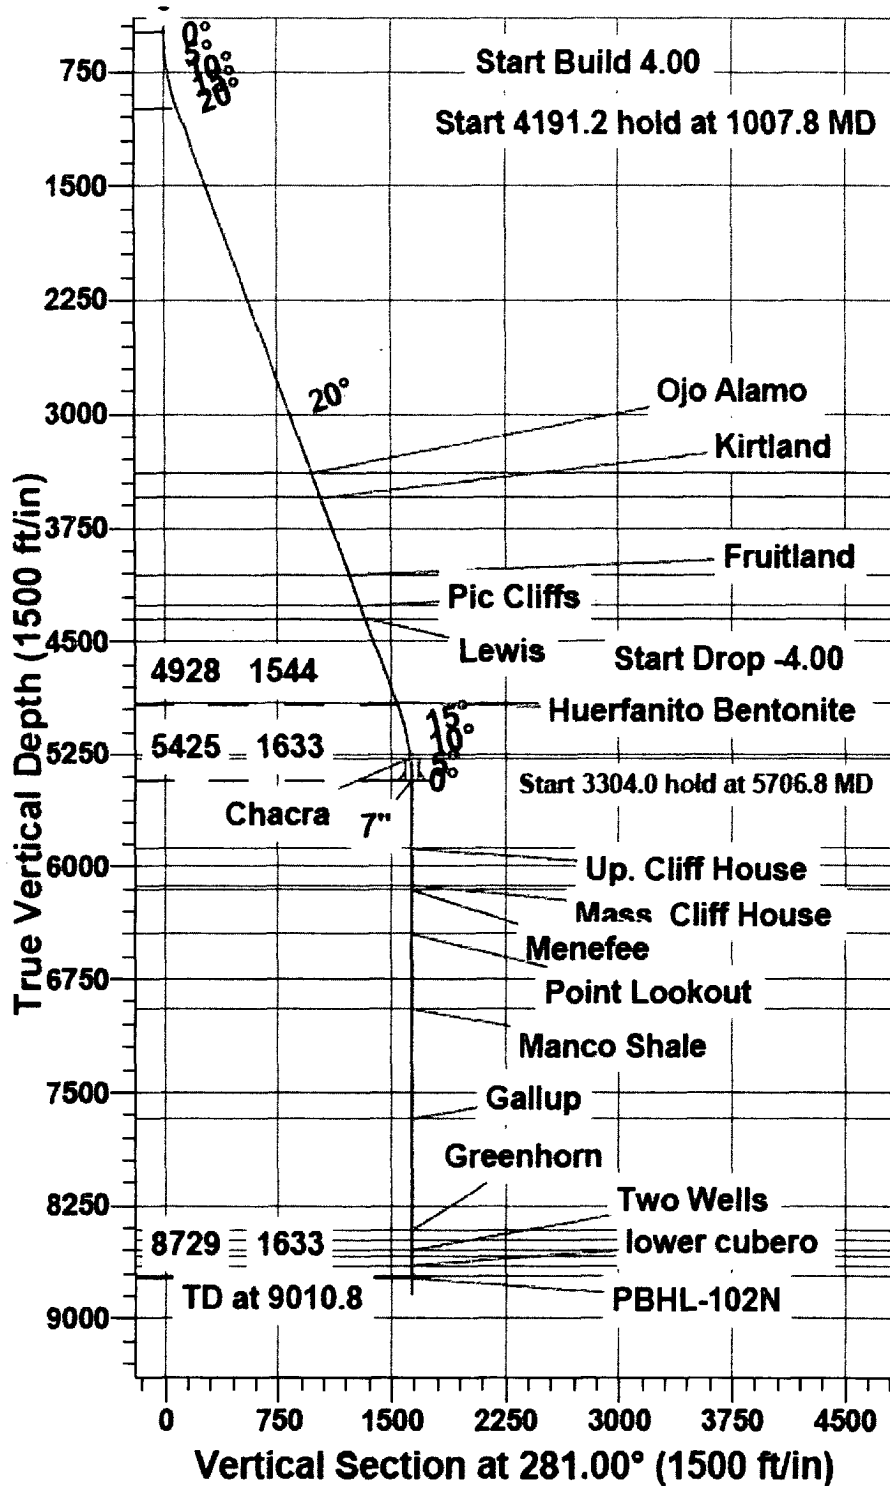 0°
5°
10°
15°
20°
Start Build 4.00
750
Start 4191.2 hold at 1007.8 MD
1500
2250
20°
Ojo Alamo
3000
Kirtland
3750
Fruitland
Pic Cliffs
4500
Lewis
Start Drop -4.00
4928 1544
15°
Huerfanito Bentonite
10°
5425 1633
5250
5°
0°
Start 3304.0 hold at 5706.8 MD
Chacra
7"
6000
Up. Cliff House
Mass. Cliff House
Menefee
6750
Point Lookout
Manco Shale
7500
Gallup
Greenhorn
8250
Two Wells
8729 1633
lower cubero
TD at 9010.8
PBHL-102N
9000
True Vertical Depth (1500 ft/in)
0 750 1500 2250 3000 3750 4500
Vertical Section at 281.00° (1500 ft/in)